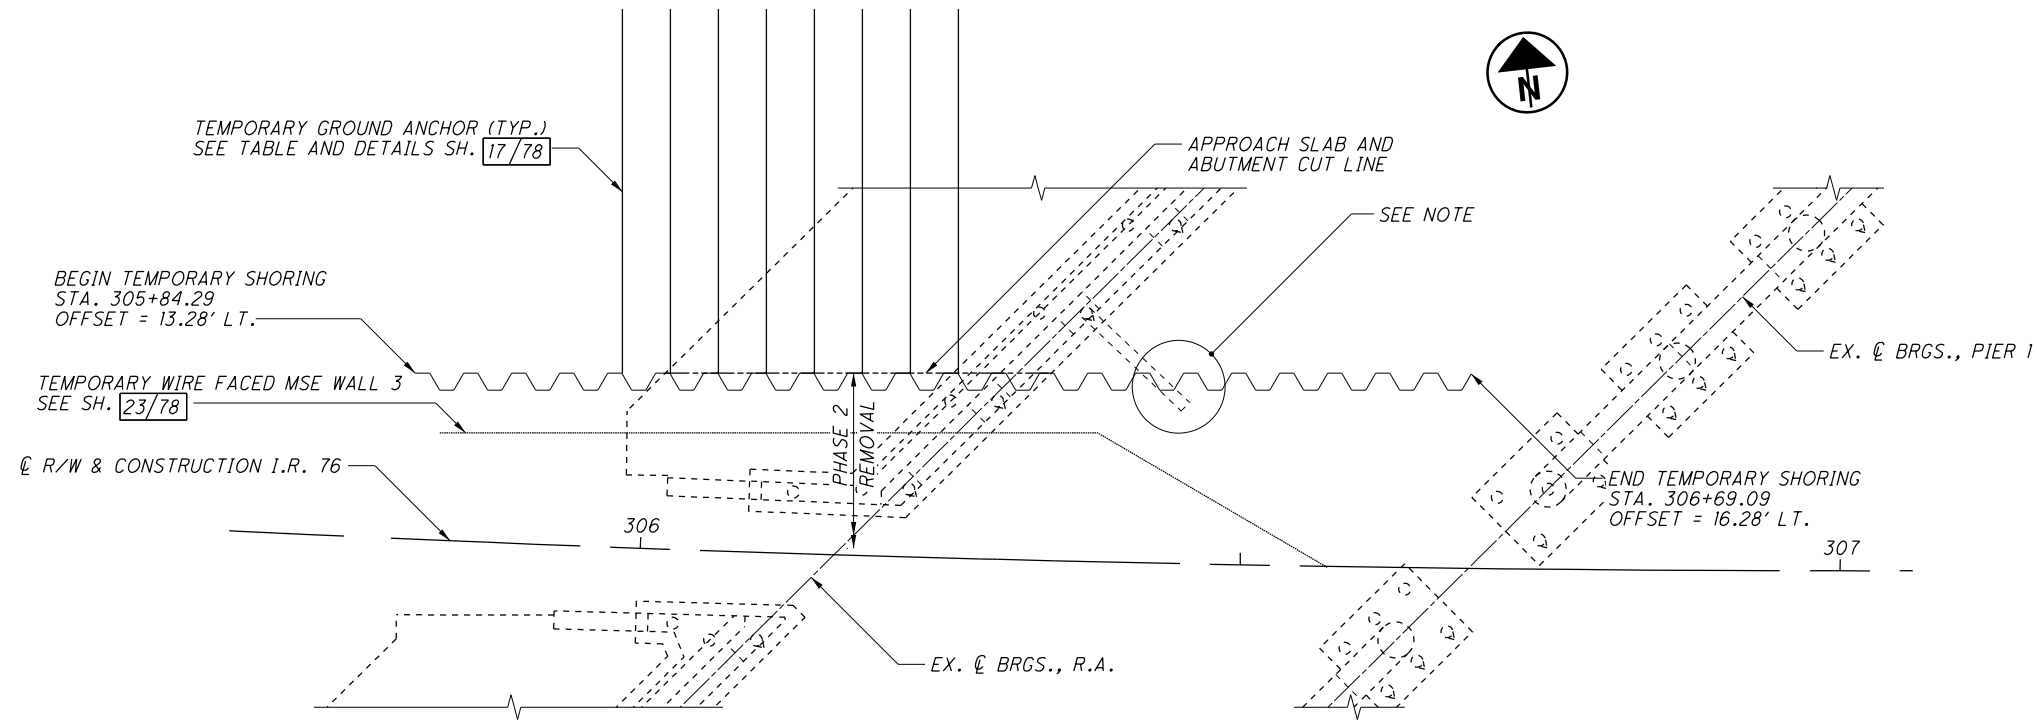 N
TEMPORARY GROUND ANCHOR (TYP.)
SEE TABLE AND DETAILS SH. 17/78
APPROACH SLAB AND
ABUTMENT CUT LINE
SEE NOTE
BEGIN TEMPORARY SHORING
STA. 305+84.29
OFFSET = 13.28' LT.
EX. ℄ BRGS., PIER 1
TEMPORARY WIRE FACED MSE WALL 3
SEE SH. 23/78
PHASE 2
REMOVAL
℄ R/W & CONSTRUCTION I.R. 76
END TEMPORARY SHORING
STA. 306+69.09
OFFSET = 16.28' LT.
306
307
EX. ℄ BRGS., R.A.